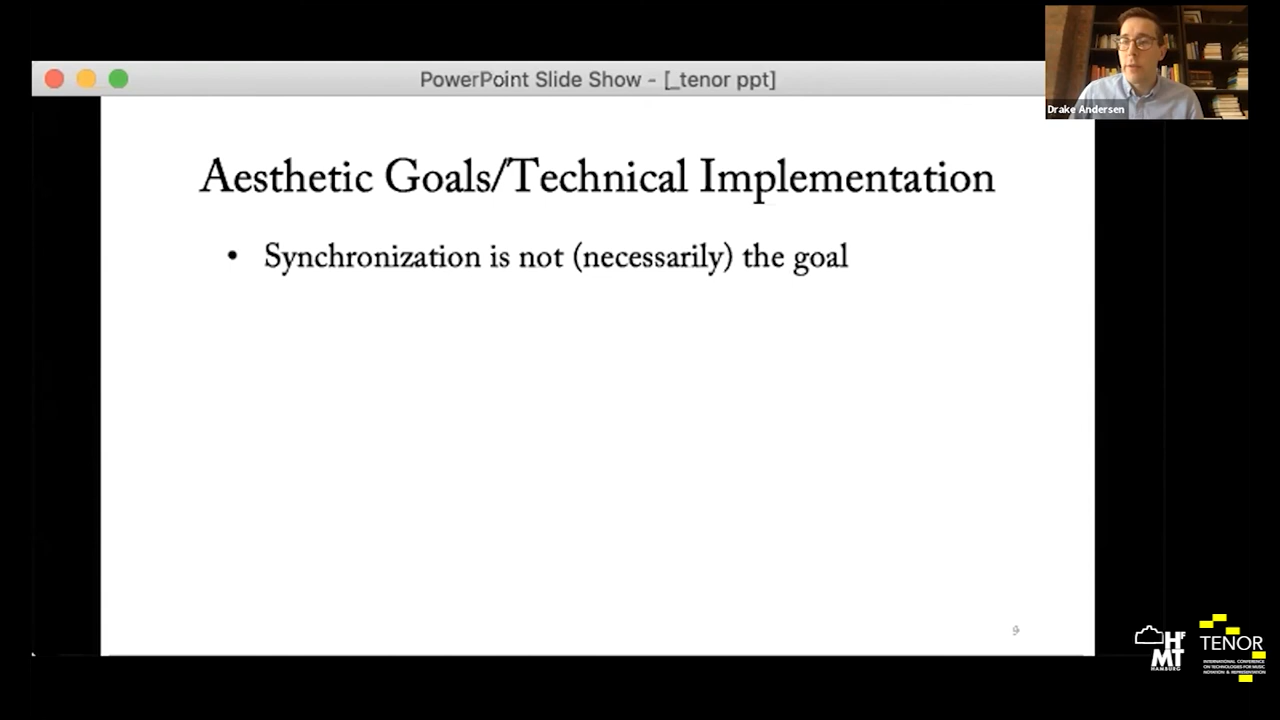 PowerPoint Slide Show - [_tenor ppt]
Drake Andersen
Aesthetic Goals/Technical Implementation
• Synchronization is not (necessarily) the goal
9
HfMT
HAMBURG
TENOR
INTERNATIONAL CONFERENCE
ON TECHNOLOGIES FOR MUSIC
NOTATION & REPRESENTATION